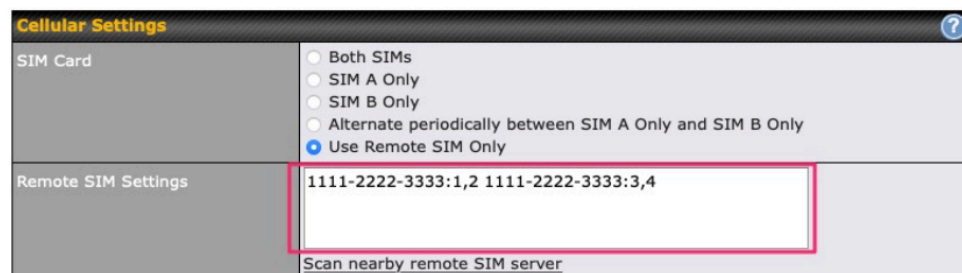 Cellular Settings
?
SIM Card
Both SIMs
SIM A Only
SIM B Only
Alternate periodically between SIM A Only and SIM B Only
Use Remote SIM Only
Remote SIM Settings
1111-2222-3333:1,2 1111-2222-3333:3,4
Scan nearby remote SIM server